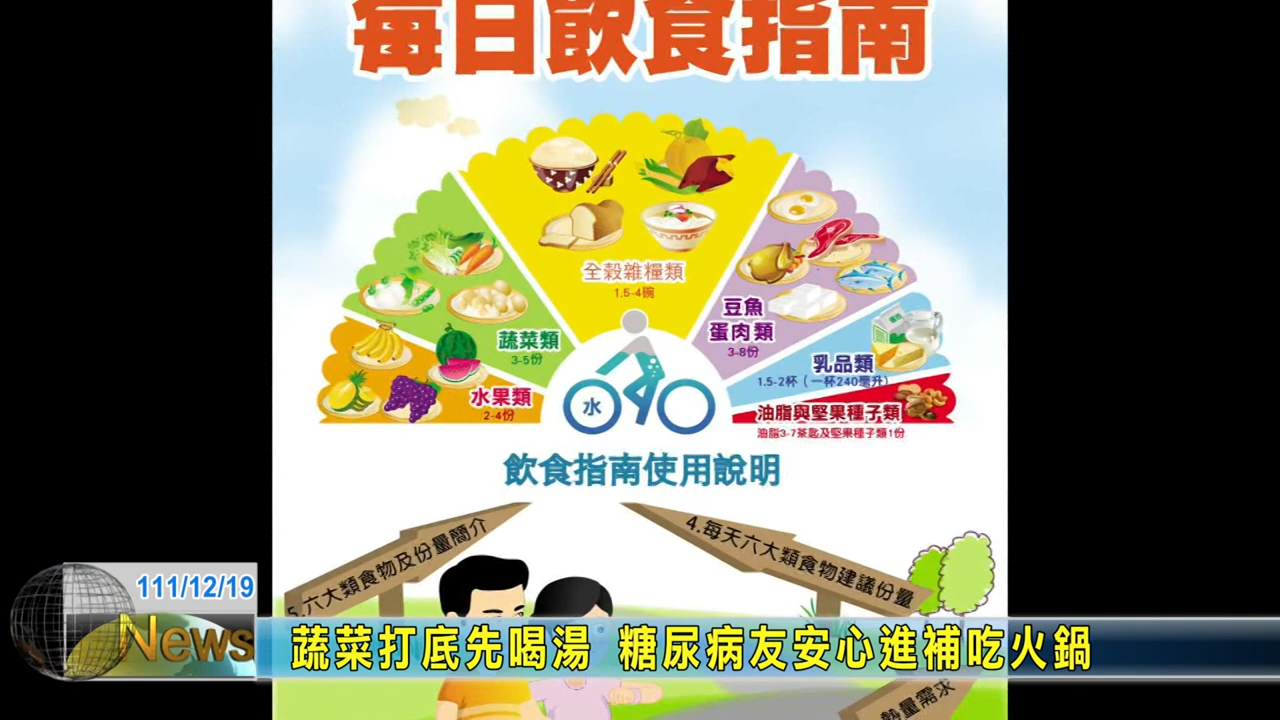 每日飲食指南
全穀雜糧類
1.5-4碗
豆魚
蛋肉類
3-8份
蔬菜類
3-5份
乳品類
1.5-2杯（一杯240毫升）
水果類
2-4份
水
油脂與堅果種子類
油脂3-7茶匙及堅果種子類1份
飲食指南使用說明
5.六大類食物及份量簡介
4.每天六大類食物建議份量
111/12/19
News
蔬菜打底先喝湯 糖尿病友安心進補吃火鍋
熱量需求